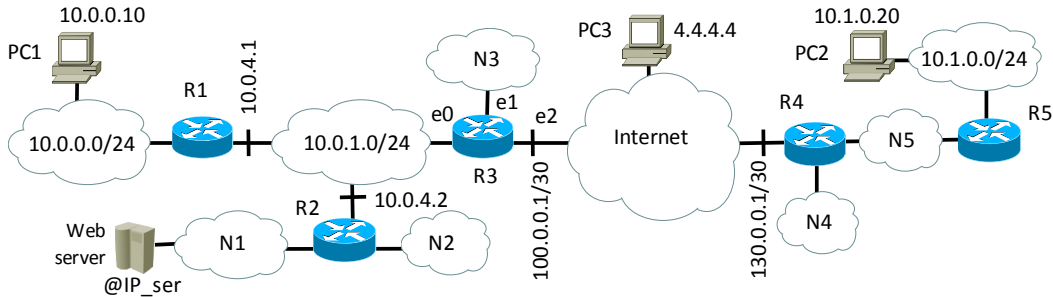 10.0.0.10
PC1
R1
10.0.4.1
10.0.0.0/24
10.0.1.0/24
N3
e1
e0
e2
R3
100.0.0.1/30
PC3
4.4.4.4
Internet
10.1.0.20
PC2
10.1.0.0/24
R4
R5
N5
N4
130.0.0.1/30
10.0.4.2
R2
N1
N2
Web
server
@IP_ser